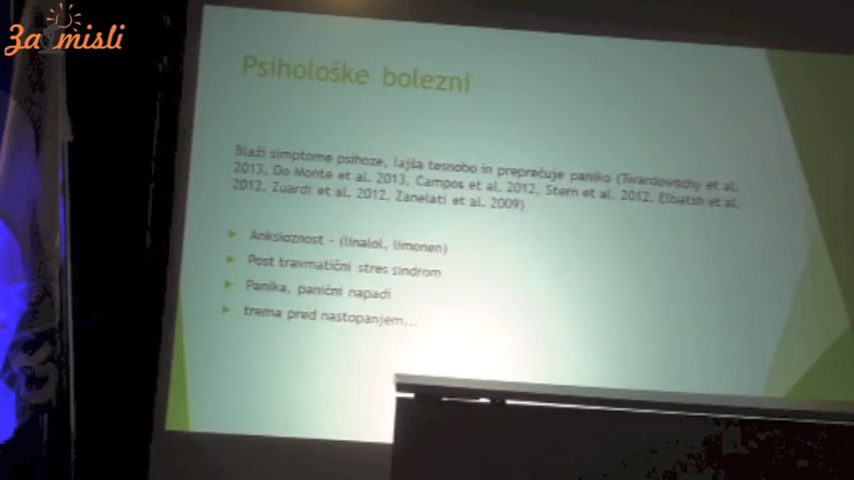 Za misli
Psihološke bolezni
Blaži simptome psihoze, lajša tesnobo in preprečuje paniko (Twardowschy et al.
2013, Do Monte et al. 2013, Campos et al. 2012, Stern et al. 2012, Elbatsh et al.
2012, Zuardi et al. 2012, Zanelati et al. 2009)
Anksioznost - (linalol, limonen)
Post travmatični stres sindrom
Panika, panični napadi
trema pred nastopanjem...